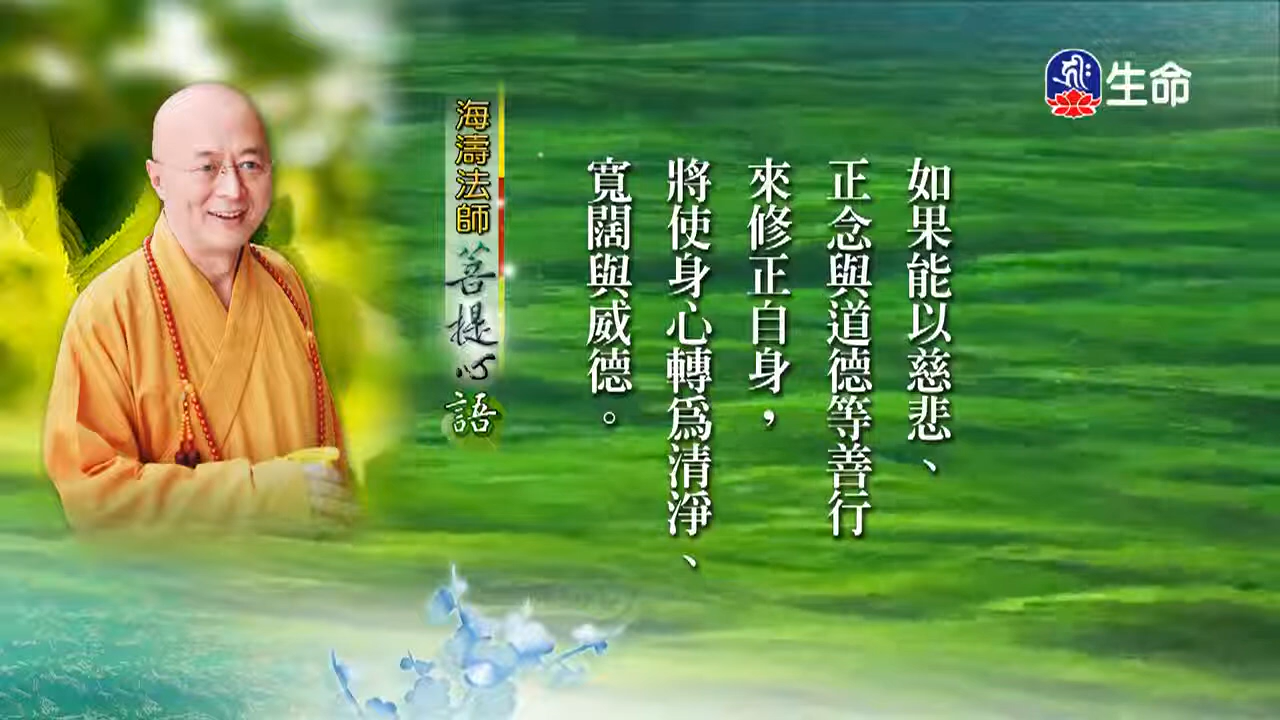 生命
如果能以慈悲、
正念與道德等善行
來修正自身，
將使身心轉爲清淨、
寬闊與威德。
海濤法師 菩提心語